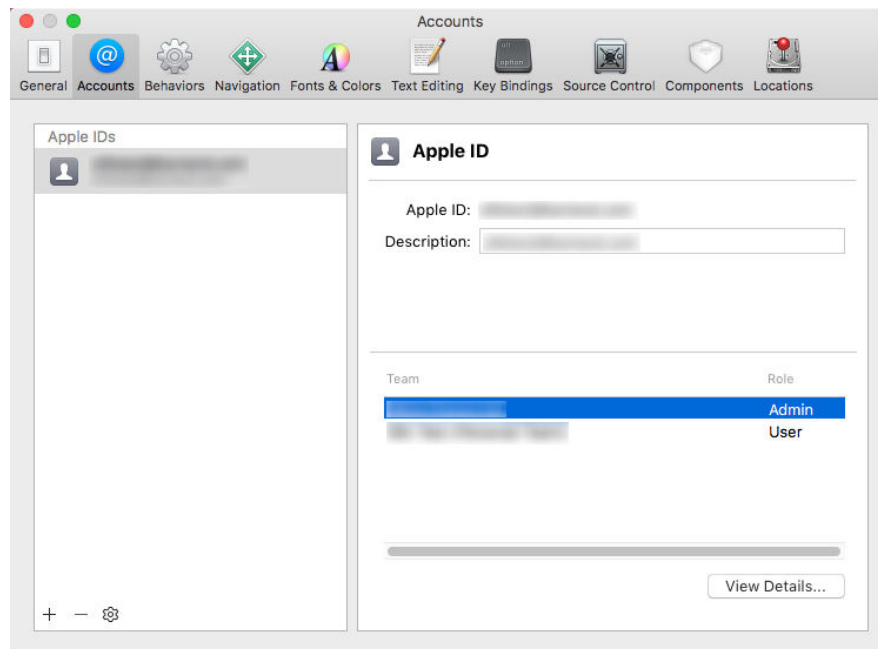 Accounts
General Accounts Behaviors Navigation Fonts & Colors Text Editing Key Bindings Source Control Components Locations
Apple IDs
Apple ID
Apple ID:
Description:
Team Role
Admin
User
View Details...